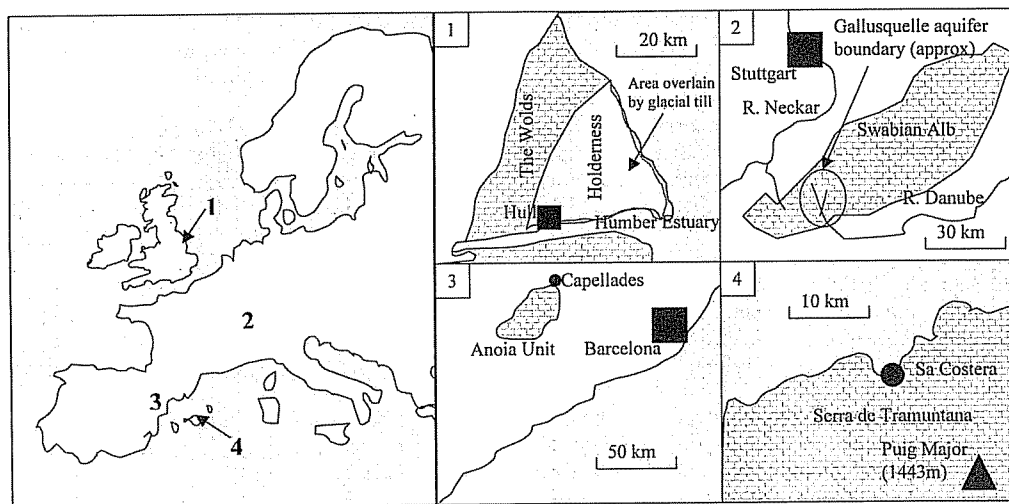 1
2
3
4
1
20 km
Area overlain
by glacial till
The Wolds
Holderness
Hull
Humber Estuary
2
Gallusquelle aquifer
boundary (approx)
Stuttgart
R. Neckar
Swabian Alb
R. Danube
30 km
3
Capellades
Anoia Unit
Barcelona
50 km
4
10 km
Sa Costera
Serra de Tramuntana
Puig Major
(1443m)